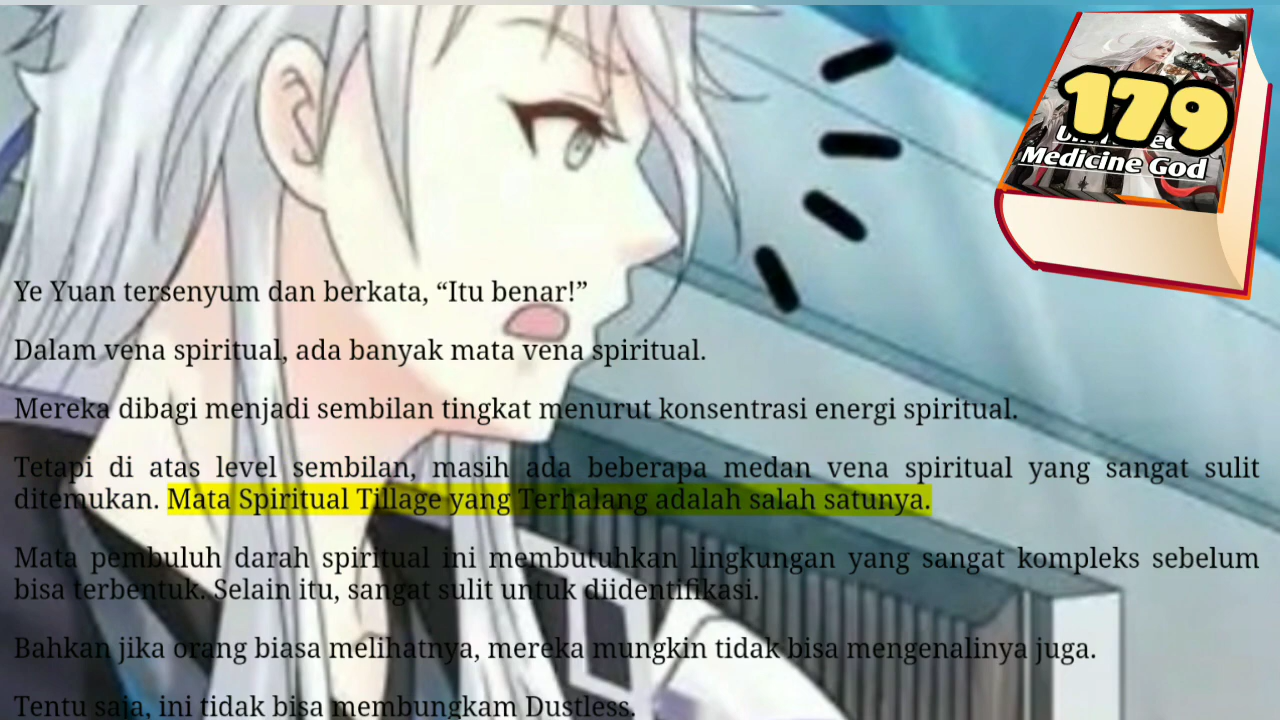 179
Medicine God
Ye Yuan tersenyum dan berkata, “Itu benar!”
Dalam vena spiritual, ada banyak mata vena spiritual.
Mereka dibagi menjadi sembilan tingkat menurut konsentrasi energi spiritual.
Tetapi di atas level sembilan, masih ada beberapa medan vena spiritual yang sangat sulit
ditemukan. Mata Spiritual Tillage yang Terhalang adalah salah satunya.
Mata pembuluh darah spiritual ini membutuhkan lingkungan yang sangat kompleks sebelum
bisa terbentuk. Selain itu, sangat sulit untuk diidentifikasi.
Bahkan jika orang biasa melihatnya, mereka mungkin tidak bisa mengenalinya juga.
Tentu saja, ini tidak bisa membungkam Dustless.